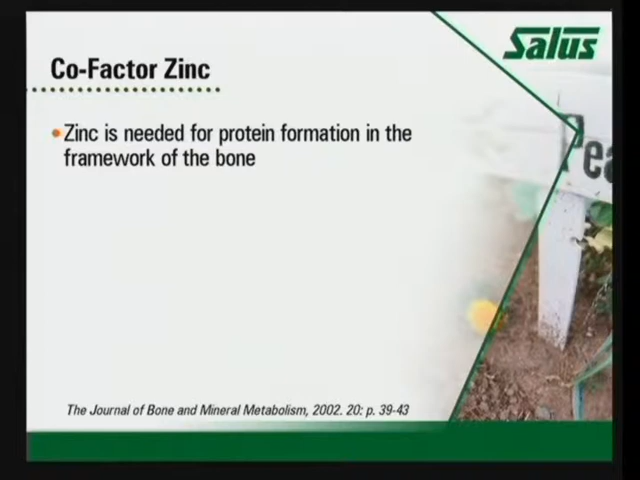 Salus
Co-Factor Zinc
•Zinc is needed for protein formation in the
framework of the bone
The Journal of Bone and Mineral Metabolism, 2002. 20: p. 39-43